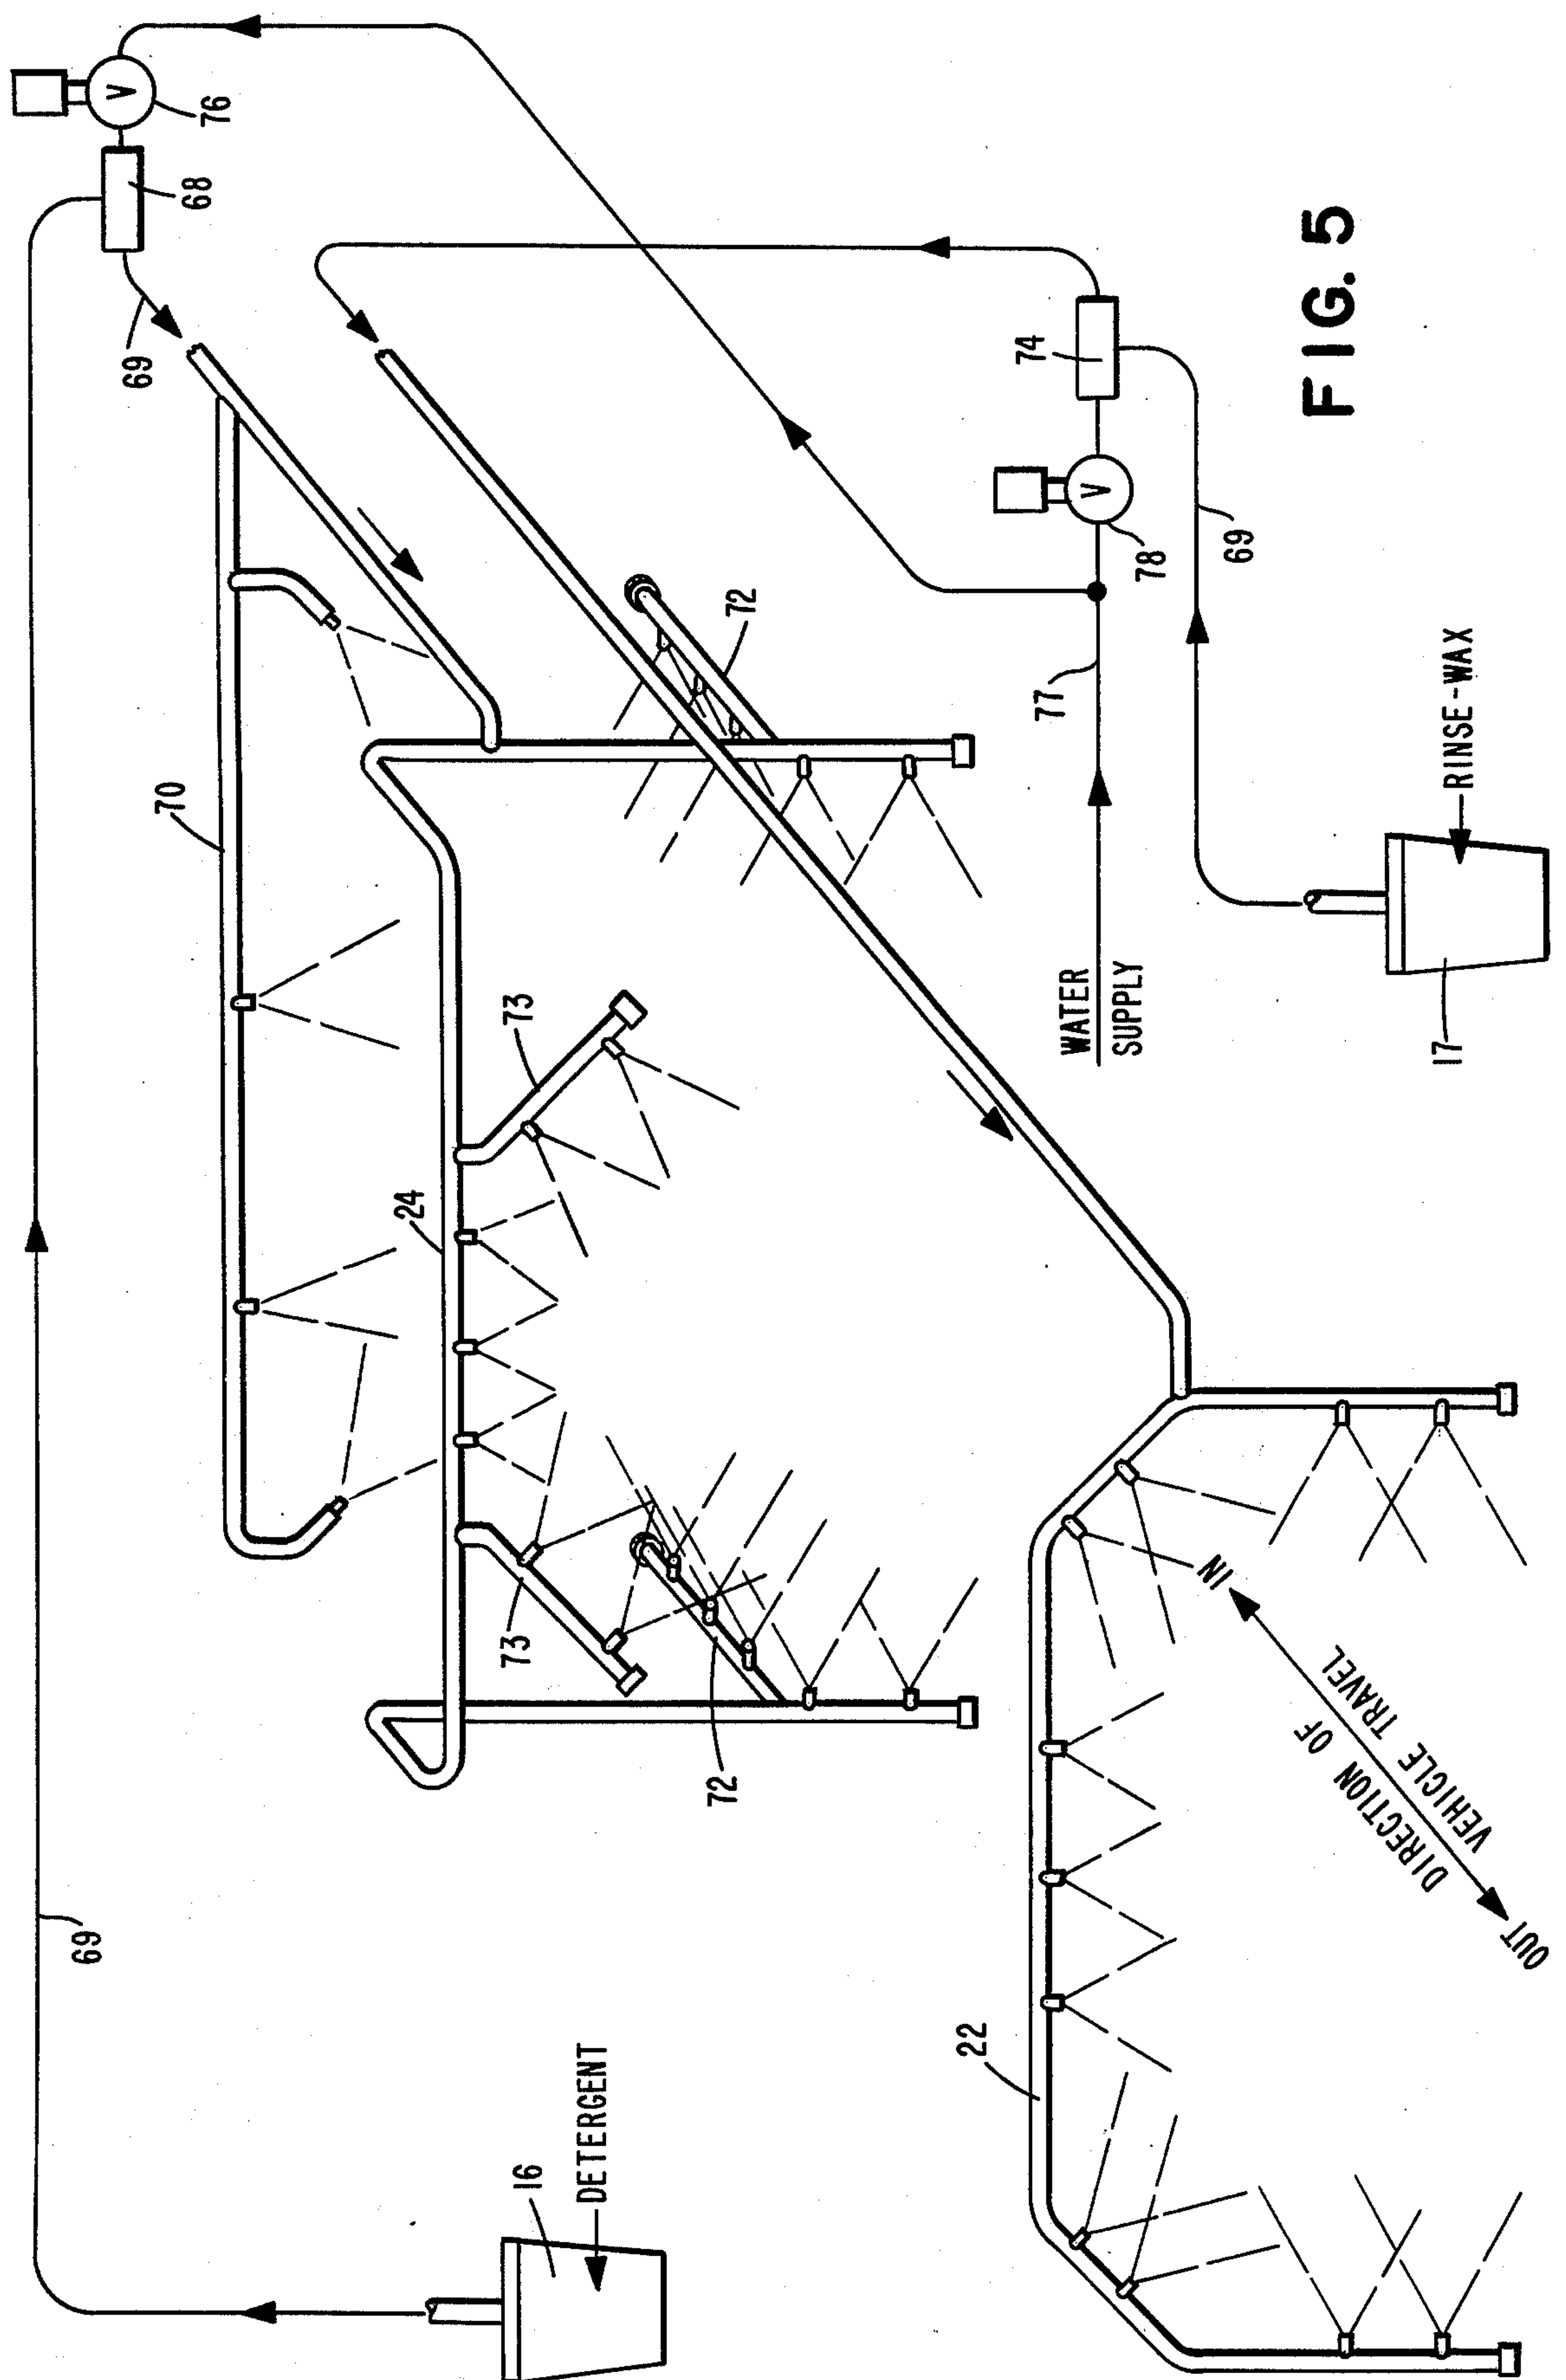 69
69
70
68
76
24
16
73
73
DETERGENT
72
72
22
74
77
WATER
SUPPLY
78
IN
69
DIRECTION OF
VEHICLE TRAVEL
OUT
17
RINSE-WAX
FIG. 5